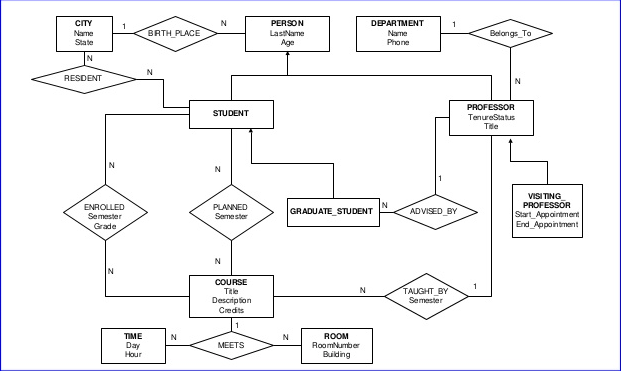 CITY
Name
State
1
BIRTH_PLACE
N
PERSON
LastName
Age
DEPARTMENT
Name
Phone
1
Belongs_To
N
RESIDENT
N
N
STUDENT
PROFESSOR
TenureStatus
Title
N
N
1
ENROLLED
Semester
Grade
PLANNED
Semester
GRADUATE_STUDENT
N
ADVISED_BY
VISITING_
PROFESSOR
Start_Appointment
End_Appointment
N
N
COURSE
Title
Description
Credits
N
TAUGHT_BY
Semester
1
1
TIME
Day
Hour
N
MEETS
N
ROOM
RoomNumber
Building